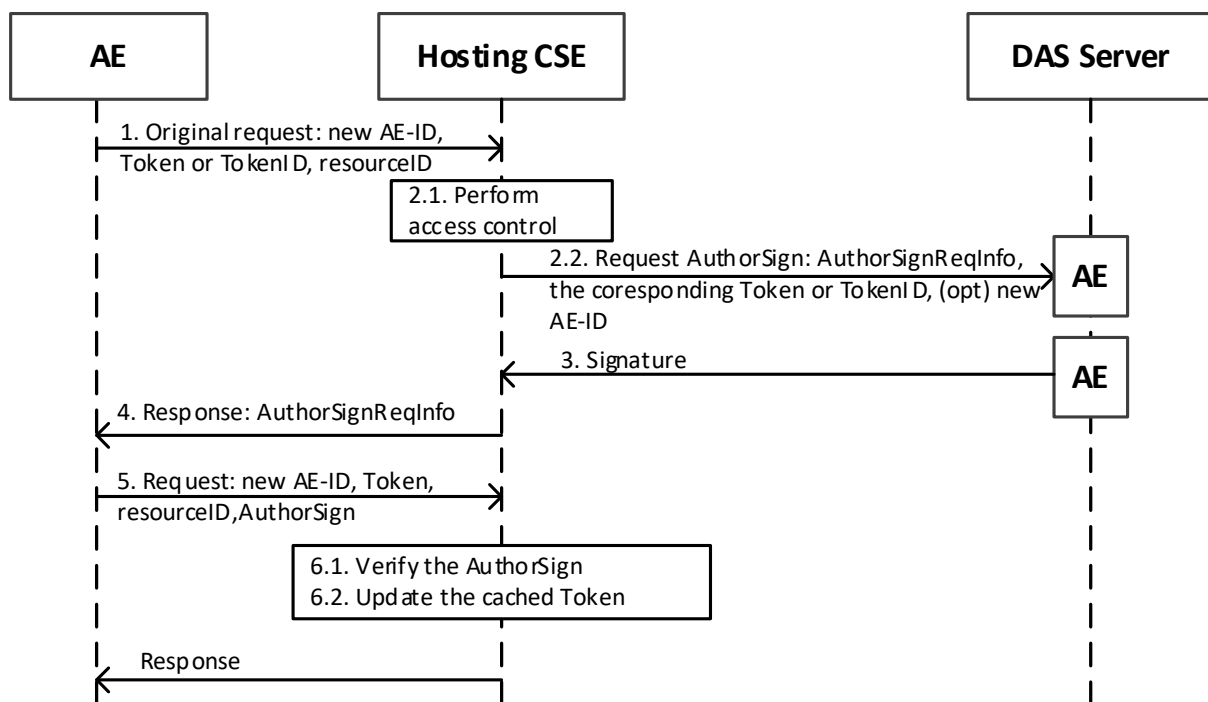 AE
Hosting CSE
DAS Server
1. Original request: new AE-ID,
Token or TokenID, resourceID
2.1. Perform
access control
2.2. Request AuthorSign: AuthorSignReqInfo,
the coresponding Token or TokenID, (opt) new
AE-ID
AE
3. Signature
AE
4. Response: AuthorSignReqInfo
5. Request: new AE-ID, Token,
resourceID,AuthorSign
6.1. Verify the AuthorSign
6.2. Update the cached Token
Response